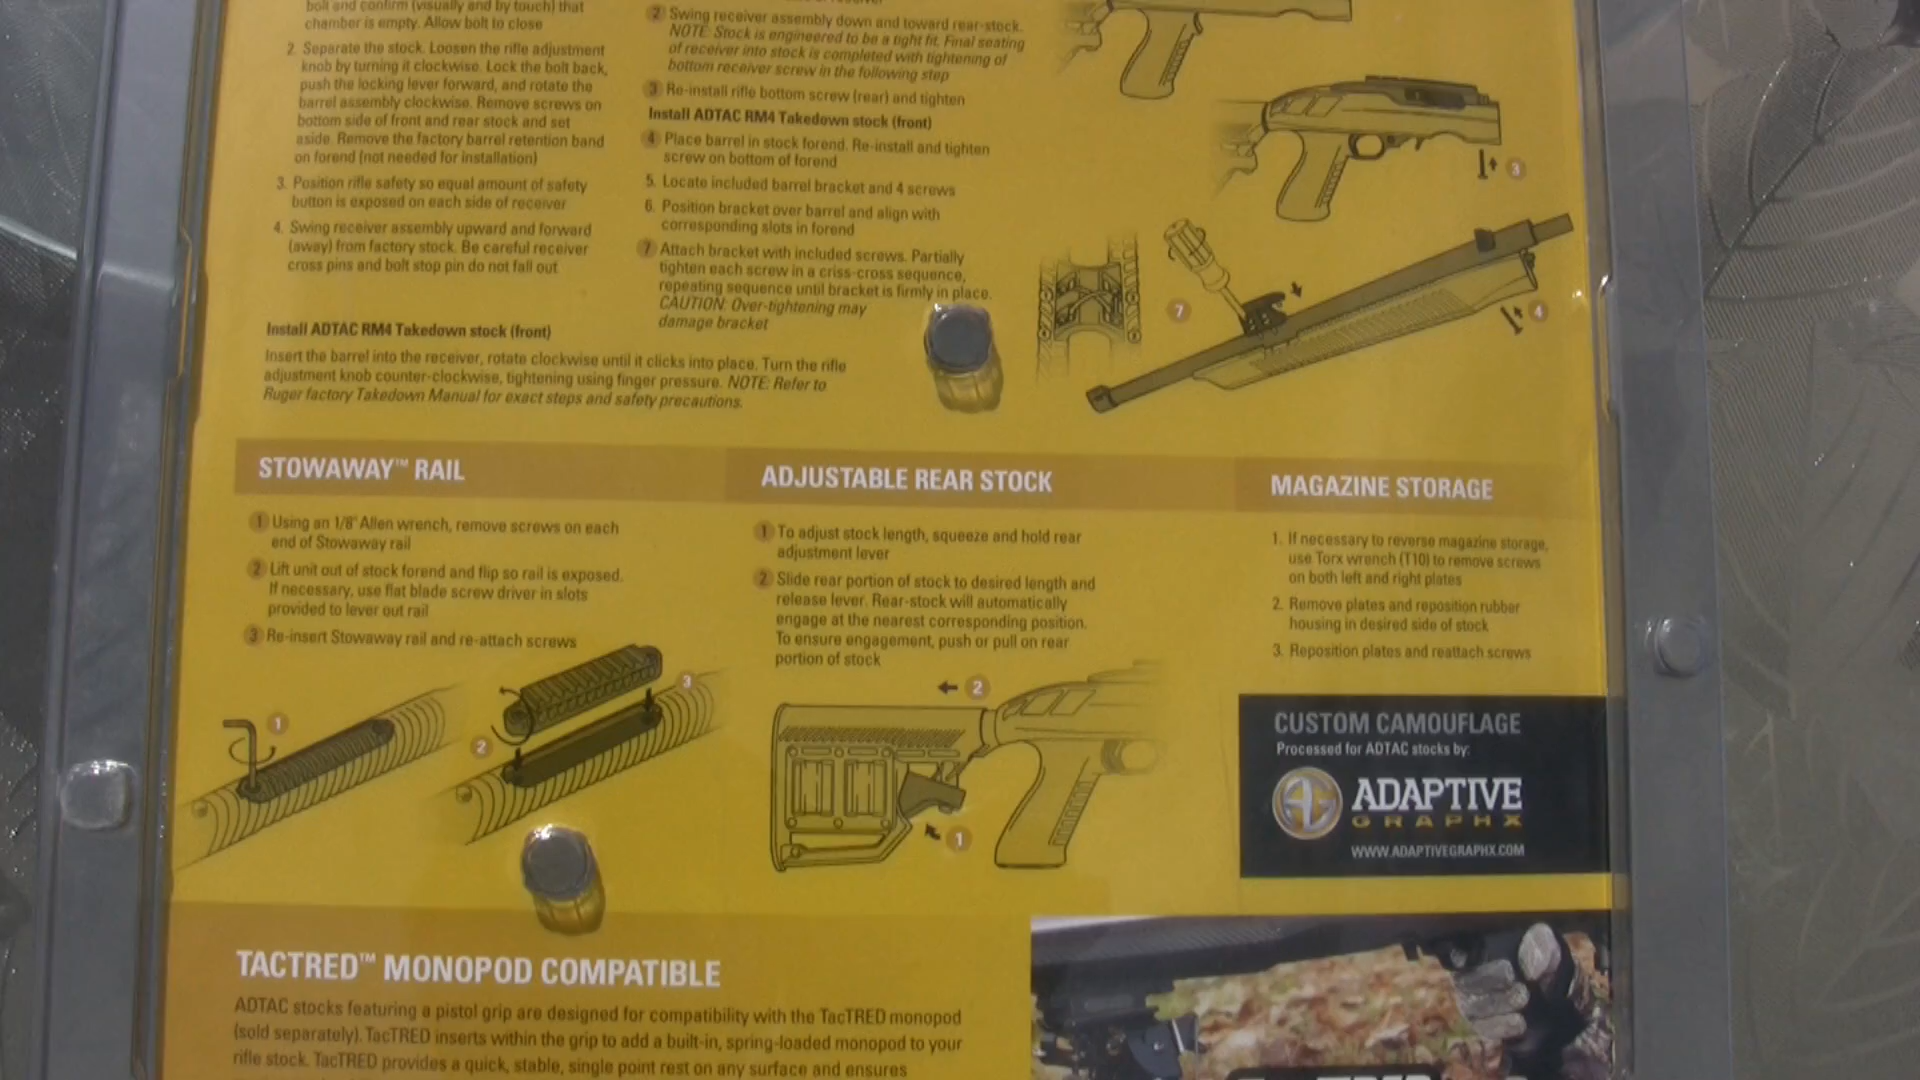 bolt and confirm (visually and by touch) that
chamber is empty. Allow bolt to close
2. Separate the stock. Loosen the rifle adjustment
knob by turning it clockwise. Lock the bolt back,
push the locking lever forward, and rotate the
barrel assembly clockwise. Remove screws on
bottom side of front and rear stock and set
aside. Remove the factory barrel retention band
on forend (not needed for installation)
3. Position rifle safety so equal amount of safety
button is exposed on each side of receiver
4. Swing receiver assembly upward and forward
(away) from factory stock. Be careful receiver
cross pins and bolt stop pin do not fall out
2 Swing receiver assembly down and toward rear-stock.
NOTE: Stock is engineered to be a tight fit. Final seating
of receiver into stock is completed with tightening of
bottom receiver screw in the following step
3 Re-install rifle bottom screw (rear) and tighten
Install ADTAC RM4 Takedown stock (front)
4 Place barrel in stock forend. Re-install and tighten
screw on bottom of forend
5. Locate included barrel bracket and 4 screws
6. Position bracket over barrel and align with
corresponding slots in forend
7 Attach bracket with included screws. Partially
tighten each screw in a criss-cross sequence,
repeating sequence until bracket is firmly in place.
CAUTION: Over-tightening may
damage bracket
3
7
4
Install ADTAC RM4 Takedown stock (front)
Insert the barrel into the receiver, rotate clockwise until it clicks into place. Turn the rifle
adjustment knob counter-clockwise, tightening using finger pressure. NOTE: Refer to
Ruger factory Takedown Manual for exact steps and safety precautions.
STOWAWAY™ RAIL
1 Using an 1/8" Allen wrench, remove screws on each
end of Stowaway rail
2 Lift unit out of stock forend and flip so rail is exposed.
If necessary, use flat blade screw driver in slots
provided to lever out rail
3 Re-insert Stowaway rail and re-attach screws
1
2
3
ADJUSTABLE REAR STOCK
1 To adjust stock length, squeeze and hold rear
adjustment lever
2 Slide rear portion of stock to desired length and
release lever. Rear-stock will automatically
engage at the nearest corresponding position.
To ensure engagement, push or pull on rear
portion of stock
2
1
MAGAZINE STORAGE
1. If necessary to reverse magazine storage,
use Torx wrench (T10) to remove screws
on both left and right plates
2. Remove plates and reposition rubber
housing in desired side of stock
3. Reposition plates and reattach screws
CUSTOM CAMOUFLAGE
Processed for ADTAC stocks by:
AG
ADAPTIVE
GRAPHX
WWW.ADAPTIVEGRAPHX.COM
TACTRED™ MONOPOD COMPATIBLE
ADTAC stocks featuring a pistol grip are designed for compatibility with the TacTRED monopod
(sold separately). TacTRED inserts within the grip to add a built-in, spring-loaded monopod to your
rifle stock. TacTRED provides a quick, stable, single point rest on any surface and ensures